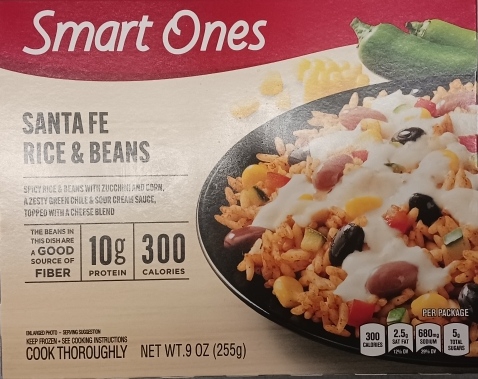 Smart Ones
SANTA FE
RICE & BEANS
SPICY RICE & BEANS WITH ZUCCHINI AND CORN,
A ZESTY GREEN CHILE & SOUR CREAM SAUCE,
TOPPED WITH A CHEESE BLEND
THE BEANS IN
THIS DISH ARE
A GOOD
SOURCE OF
FIBER
10g
PROTEIN
300
CALORIES
ENLARGED PHOTO - SERVING SUGGESTION
KEEP FROZEN • SEE COOKING INSTRUCTIONS
COOK THOROUGHLY NET WT.9 OZ (255g)
PER PACKAGE
300
CALORIES
2.5g
SAT FAT
12% DV
680mg
SODIUM
5g
TOTAL
SUGARS